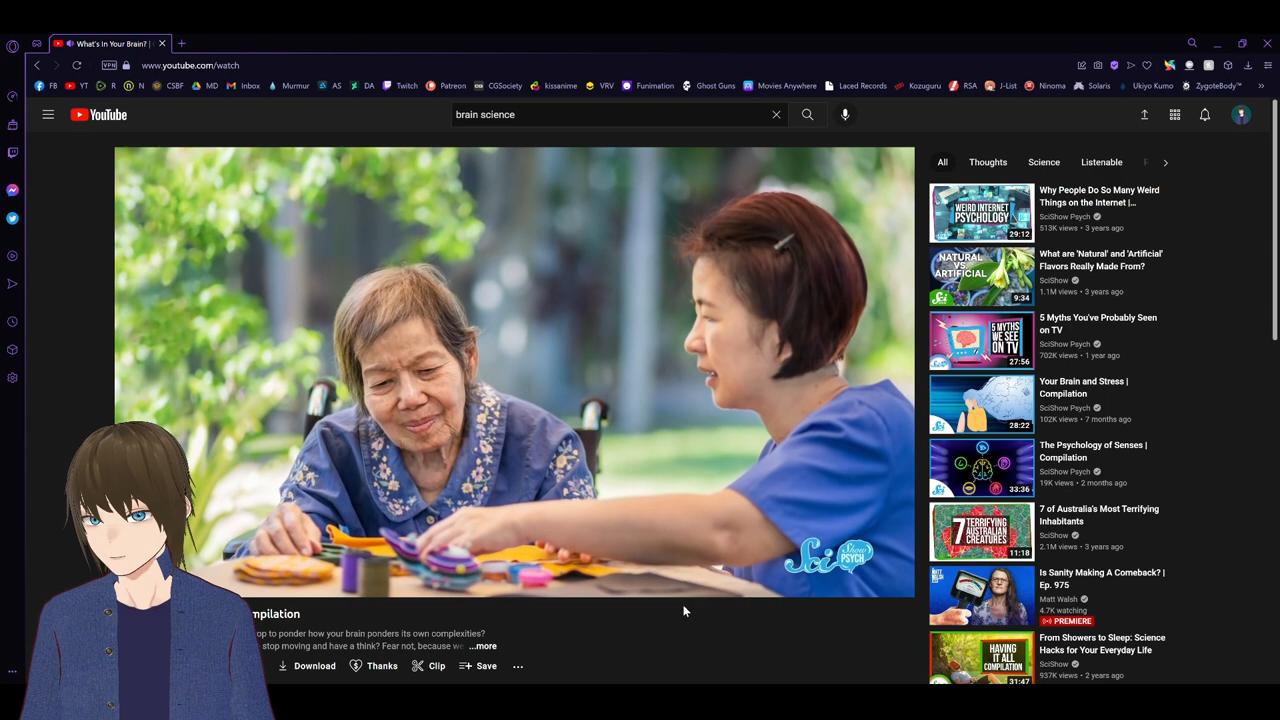 What's In Your Brain? |
VPN
www.youtube.com/watch
FB
YT
R
N
CSBF
MD
Inbox
Murmur
AS
DA
Twitch
Patreon
CGSociety
kissanime
VRV
Funimation
Ghost Guns
Movies Anywhere
Laced Records
Kozuguru
RSA
J-List
Ninoma
Solaris
Ukiyo Kumo
ZygoteBody™
YouTube
brain science
All
Thoughts
Science
Listenable
WEIRD INTERNET
PSYCHOLOGY
29:12
Why People Do So Many Weird
Things on the Internet |...
SciShow Psych
513K views • 3 years ago
NATURAL
VS.
ARTIFICIAL
9:34
What are 'Natural' and 'Artificial'
Flavors Really Made From?
SciShow
1.1M views • 3 years ago
5 MYTHS
WE SEE
ON TV
27:56
5 Myths You've Probably Seen
on TV
SciShow Psych
702K views • 1 year ago
28:22
Your Brain and Stress |
Compilation
SciShow Psych
102K views • 7 months ago
33:36
The Psychology of Senses |
Compilation
SciShow Psych
19K views • 2 months ago
7 TERRIFYING
AUSTRALIAN
CREATURES
11:18
7 of Australia's Most Terrifying
Inhabitants
SciShow
2.1M views • 3 years ago
MATT
WALSH
Is Sanity Making A Comeback? |
Ep. 975
Matt Walsh
4.7K watching
PREMIERE
HAVING
IT ALL
COMPILATION
31:47
From Showers to Sleep: Science
Hacks for Your Everyday Life
SciShow
937K views • 2 years ago
Sci Show
PSYCH
mpilation
op to ponder how your brain ponders its own complexities?
stop moving and have a think? Fear not, because we ...more
Download
Thanks
Clip
Save